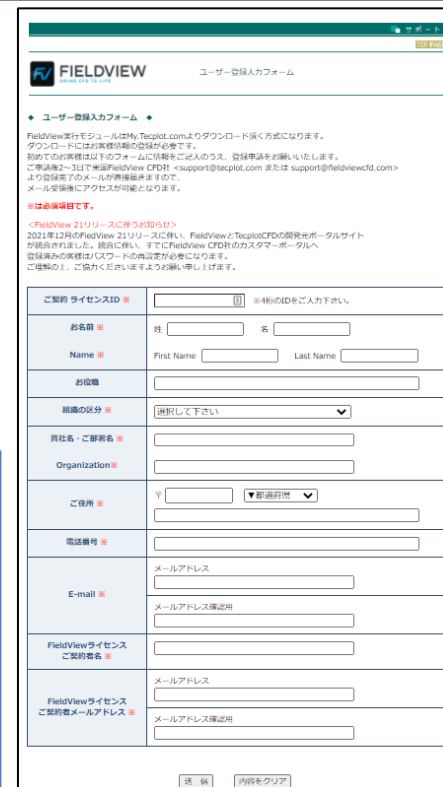 サポート
FIELDVIEW
BRING CFD TO LIFE
ユーザー登録入力フォーム
◆ ユーザー登録入力フォーム ◆
FieldView実行モジュールはMy.Tecplot.comよりダウンロード頂く方式になります。
ダウンロードにはお客様情報の登録が必要です。
初めてのお客様は以下のフォームに情報をご記入のうえ、登録申請をお願いいたします。
ご申請後2~3日で米国FieldView CFD社 <support@tecplot.com または support@fieldviewcfd.com>
より登録完了のメールが直接届きますので、
メール受領後にアクセスが可能となります。
※は必須項目です。
<FieldView 21リリースに伴うお知らせ>
2021年12月のFiedView 21リリースに伴い、FieldViewとTecplotCFDの開発元ポータルサイト
が統合されました。統合に伴い、すでにFieldView CFD社のカスタマーポータルへ
登録済みの客様はパスワードの再設定が必要になります。
ご理解の上、ご協力くださいますようお願い申し上げます。
ご契約 ライセンスID ※
※4桁のIDをご入力下さい。
お名前 ※
姓 名
Name ※
First Name Last Name
お役職
組織の区分 ※
選択して下さい
貴社名・ご部署名 ※
Organization※
ご住所 ※
〒 ▼都道府県
電話番号 ※
E-mail ※
メールアドレス
メールアドレス確認用
FieldViewライセンス
ご契約者名 ※
FieldViewライセンス
ご契約者メールアドレス ※
メールアドレス
メールアドレス確認用
送 信 内容をクリア